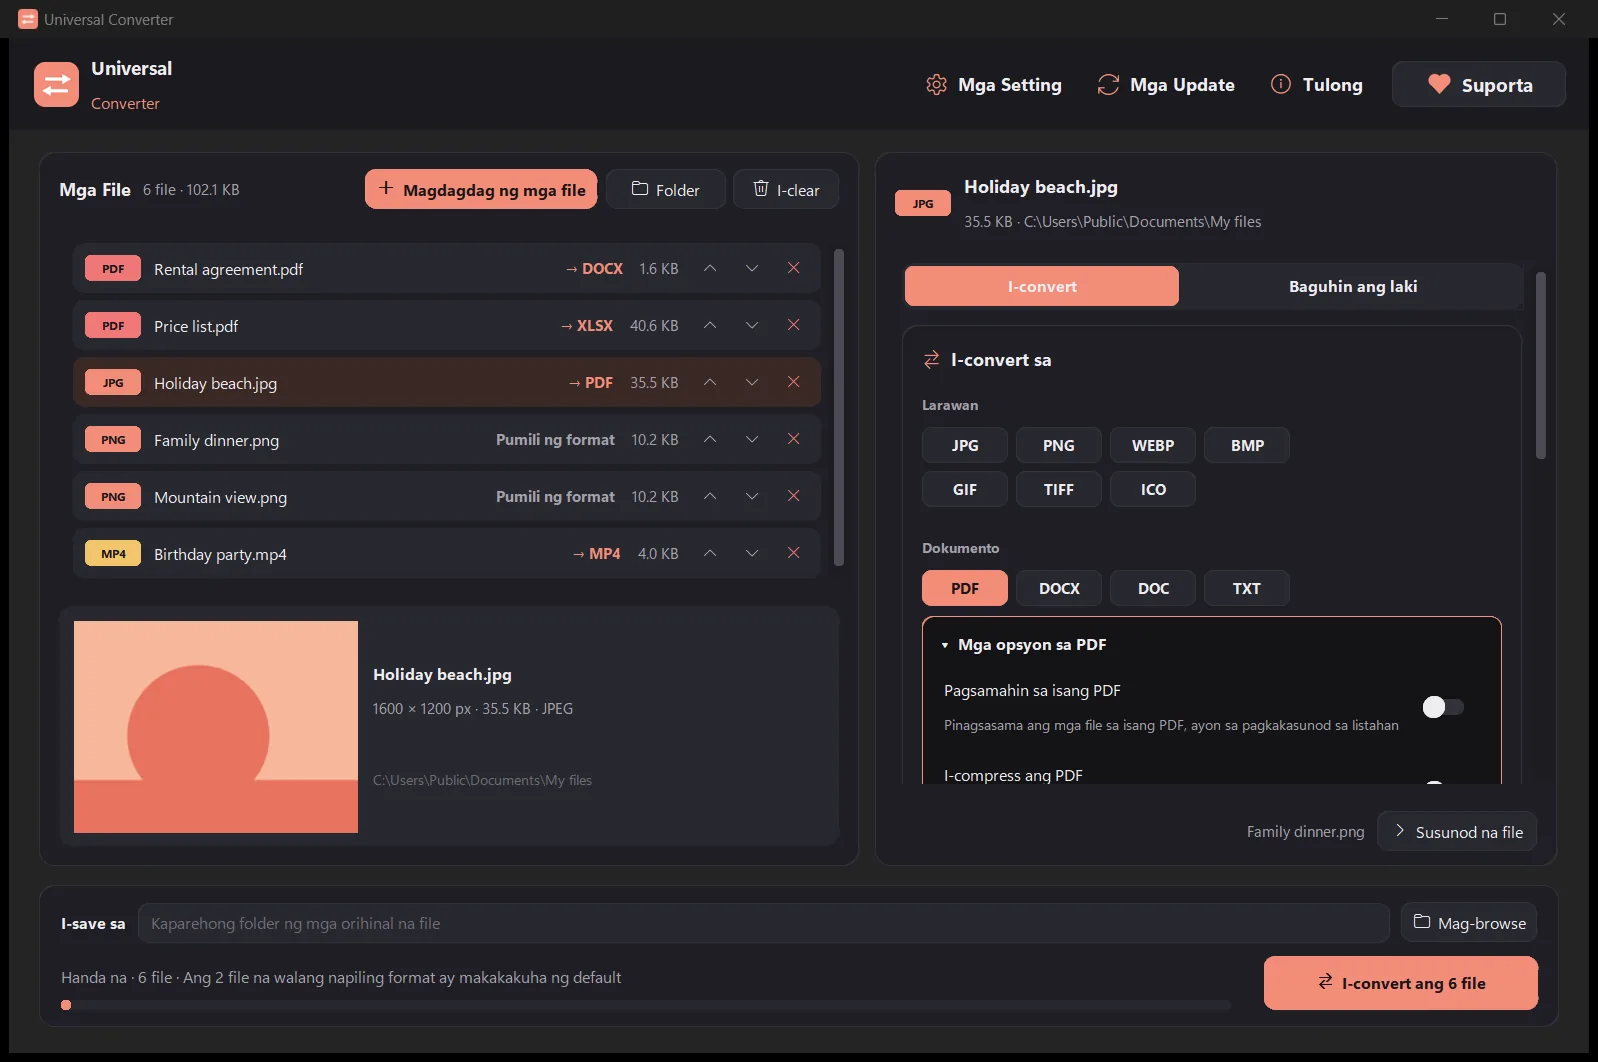 Universal Converter
Universal
Converter
Mga Setting
Mga Update
Tulong
Suporta
Mga File
6 file · 102.1 KB
Magdagdag ng mga file
Folder
I-clear
PDF Rental agreement.pdf → DOCX 1.6 KB
PDF Price list.pdf → XLSX 40.6 KB
JPG Holiday beach.jpg → PDF 35.5 KB
PNG Family dinner.png Pumili ng format 10.2 KB
PNG Mountain view.png Pumili ng format 10.2 KB
MP4 Birthday party.mp4 → MP4 4.0 KB
Holiday beach.jpg
1600 × 1200 px · 35.5 KB · JPEG
C:\Users\Public\Documents\My files
JPG
Holiday beach.jpg
35.5 KB · C:\Users\Public\Documents\My files
I-convert
Baguhin ang laki
I-convert sa
Larawan
JPG PNG WEBP BMP
GIF TIFF ICO
Dokumento
PDF DOCX DOC TXT
Mga opsyon sa PDF
Pagsamahin sa isang PDF
Pinagsasama ang mga file sa isang PDF, ayon sa pagkakasunod sa listahan
I-compress ang PDF
Family dinner.png
Susunod na file
I-save sa
Kaparehong folder ng mga orihinal na file
Mag-browse
Handa na · 6 file · Ang 2 file na walang napiling format ay makakakuha ng default
I-convert ang 6 file